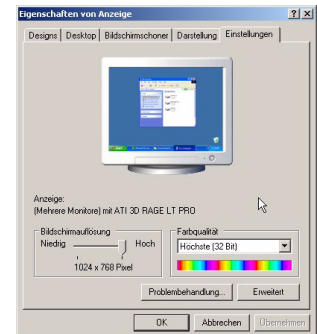 Eigenschaften von Anzeige
Designs Desktop Bildschirmschoner Darstellung Einstellungen
Anzeige:
(Mehrere Monitore) mit ATI 3D RAGE LT PRO
Bildschirmauflösung
Niedrig Hoch
1024 x 768 Pixel
Farbqualität
Höchste (32 Bit)
Problembehandlung... Erweitert
OK Abbrechen Übernehmen